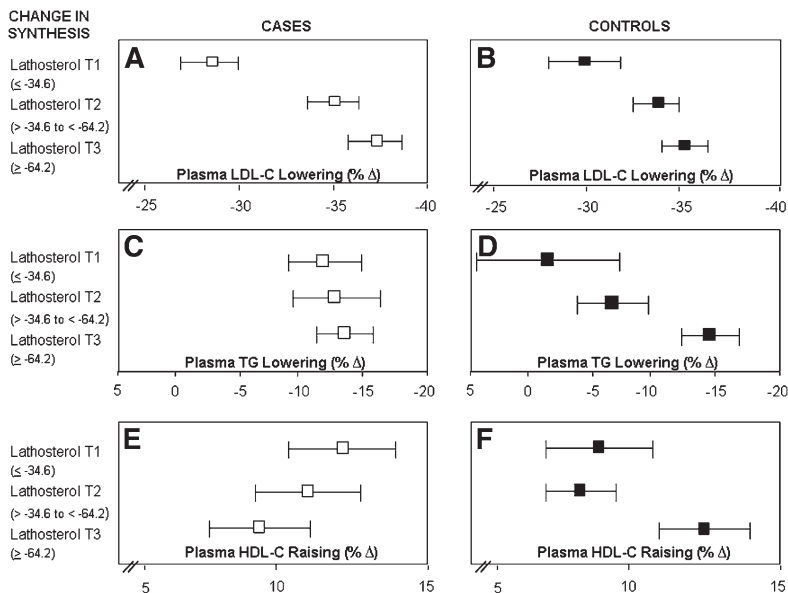 CHANGE IN
SYNTHESIS
CASES
CONTROLS
A
B
Lathosterol T1
(≤ -34.6)
Lathosterol T2
(> -34.6 to < -64.2)
Lathosterol T3
(≥ -64.2)
Plasma LDL-C Lowering (% Δ)
Plasma LDL-C Lowering (% Δ)
-25 -30 -35 -40
-25 -30 -35 -40
C
D
Lathosterol T1
(≤ -34.6)
Lathosterol T2
(> -34.6 to < -64.2)
Lathosterol T3
(≥ -64.2)
Plasma TG Lowering (% Δ)
Plasma TG Lowering (% Δ)
5 0 -5 -10 -15 -20
5 0 -5 -10 -15 -20
E
F
Lathosterol T1
(≤ -34.6)
Lathosterol T2
(> -34.6 to < -64.2)
Lathosterol T3
(≥ -64.2)
Plasma HDL-C Raising (% Δ)
Plasma HDL-C Raising (% Δ)
5 10 15
5 10 15